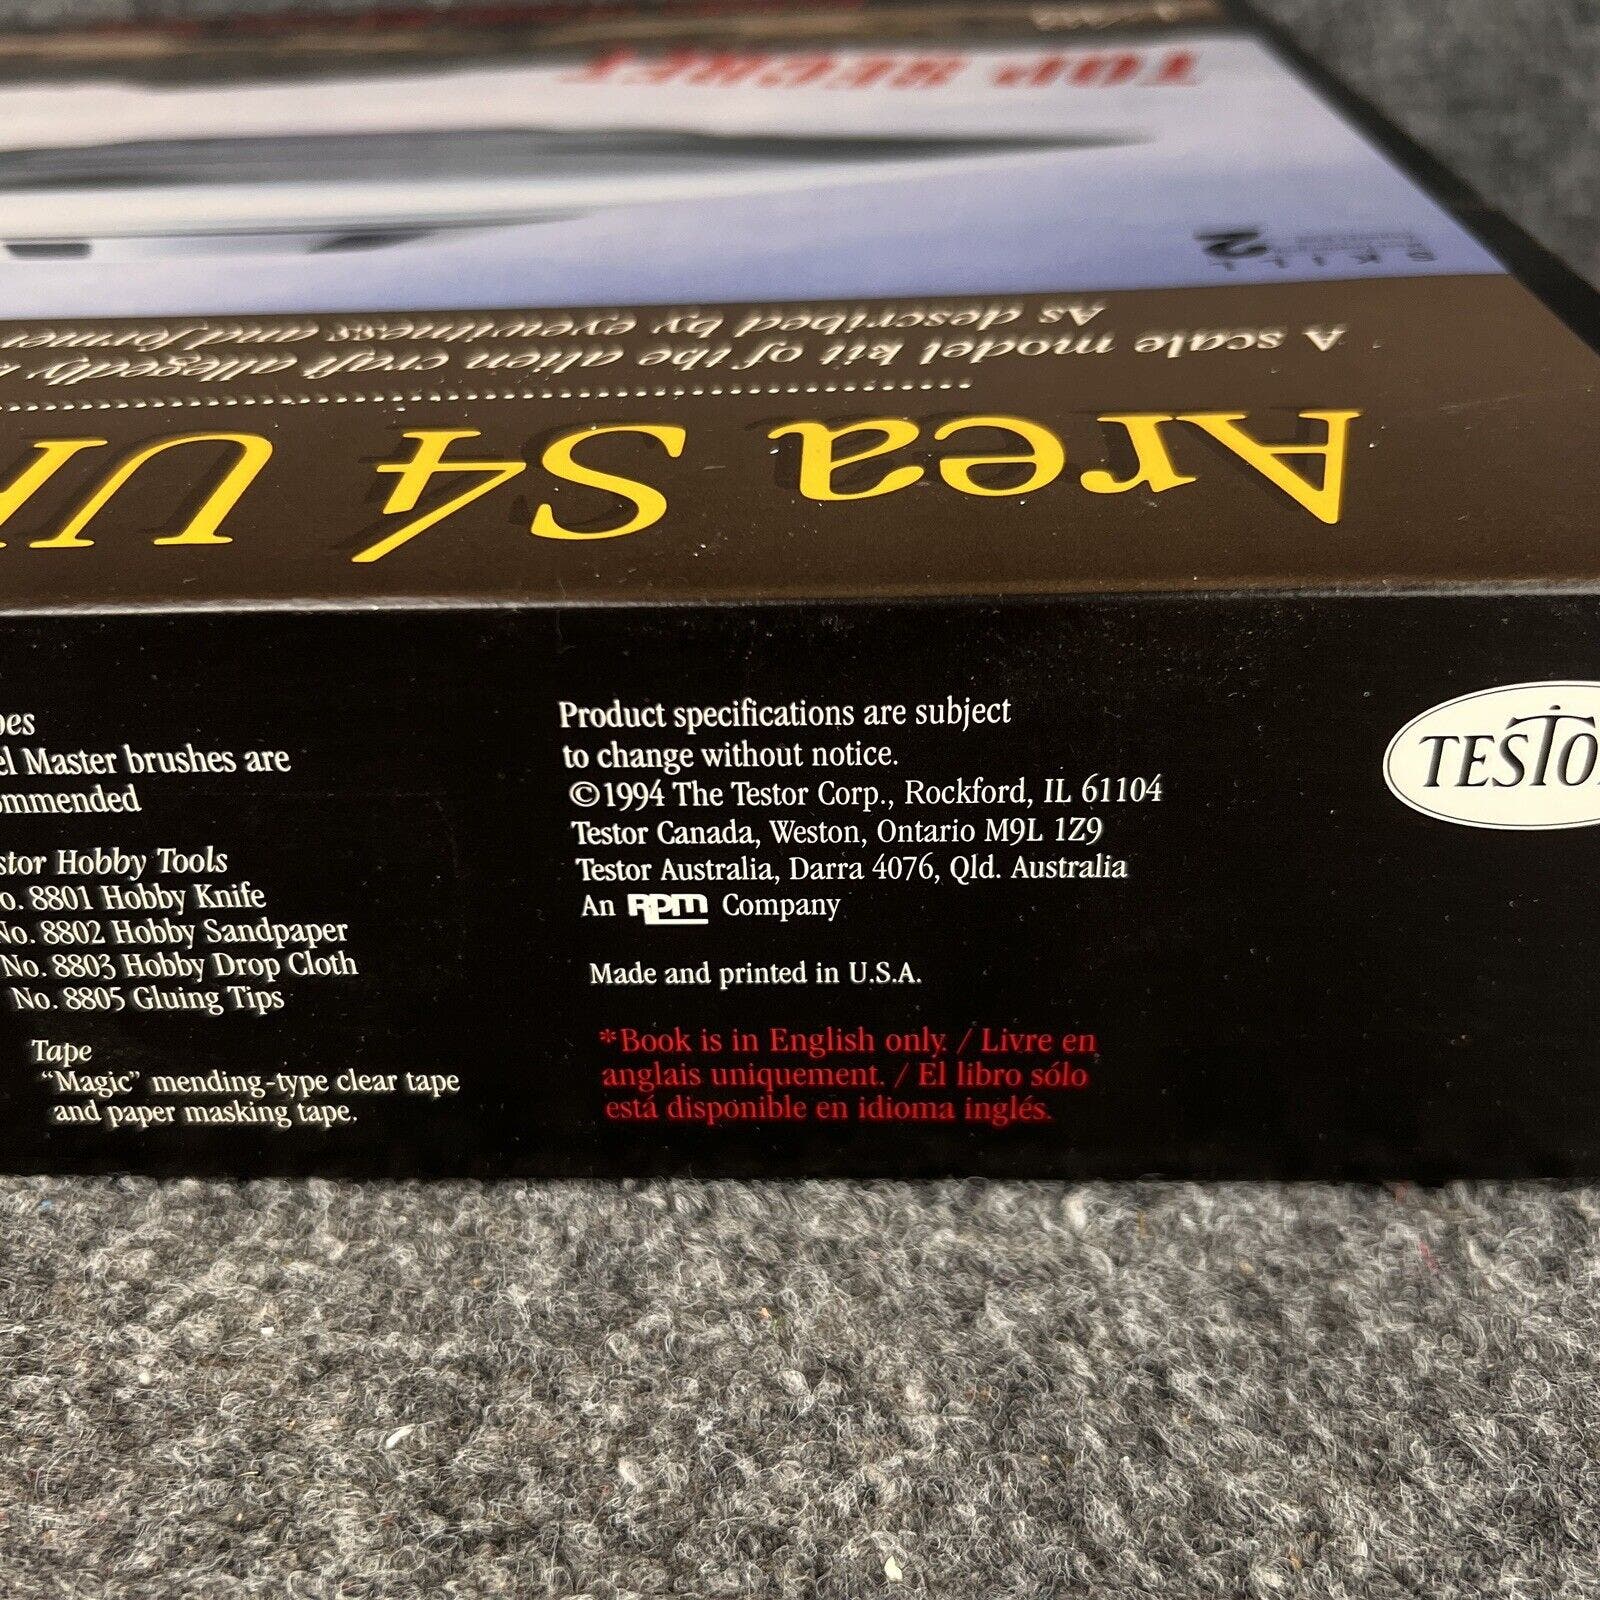 TOP SECRET
SKILL
2
As described by eyewitness and former
A scale model kit of the alien craft allegedly
Area S4 U
Master brushes are
stor Hobby Tools
No. 8801 Hobby Knife
No. 8802 Hobby Sandpaper
No. 8803 Hobby Drop Cloth
No. 8805 Gluing Tips
Tape
“Magic” mending-type clear tape
and paper masking tape.
Product specifications are subject
to change without notice.
©1994 The Testor Corp., Rockford, IL 61104
Testor Canada, Weston, Ontario M9L 1Z9
Testor Australia, Darra 4076, Qld. Australia
An RPM Company
Made and printed in U.S.A.
*Book is in English only. / Livre en
anglais uniquement. / El libro sólo
está disponible en idioma inglés.
TESTO